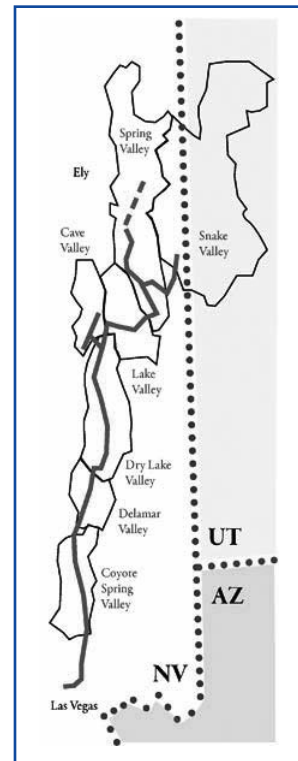 Spring
Valley
Ely
Cave
Valley
Snake
Valley
Lake
Valley
Dry Lake
Valley
Delamar
Valley
UT
Coyote
Spring
Valley
AZ
NV
Las Vegas